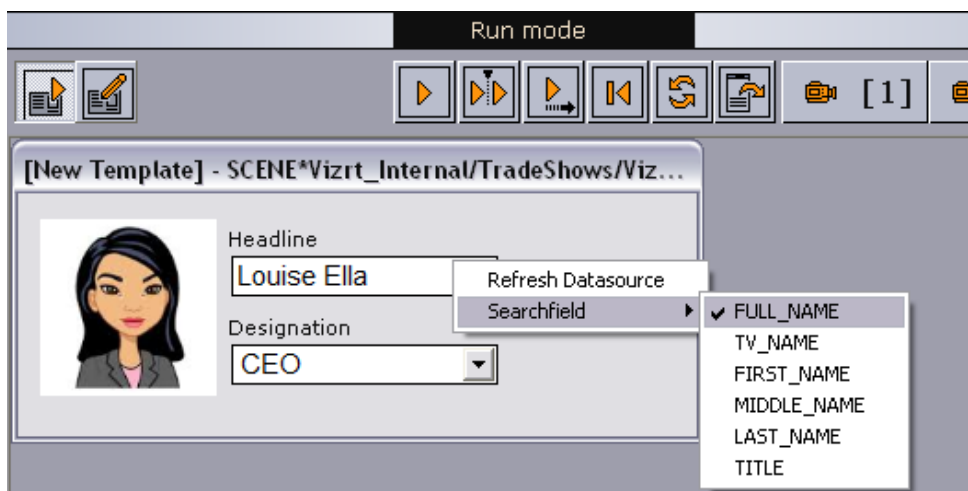 Run mode
[1]
[New Template] - SCENE*Vizrt_Internal/TradeShows/Viz...
Headline
Louise Ella
Refresh Datasource
Searchfield
FULL_NAME
Designation
TV_NAME
CEO
FIRST_NAME
MIDDLE_NAME
LAST_NAME
TITLE